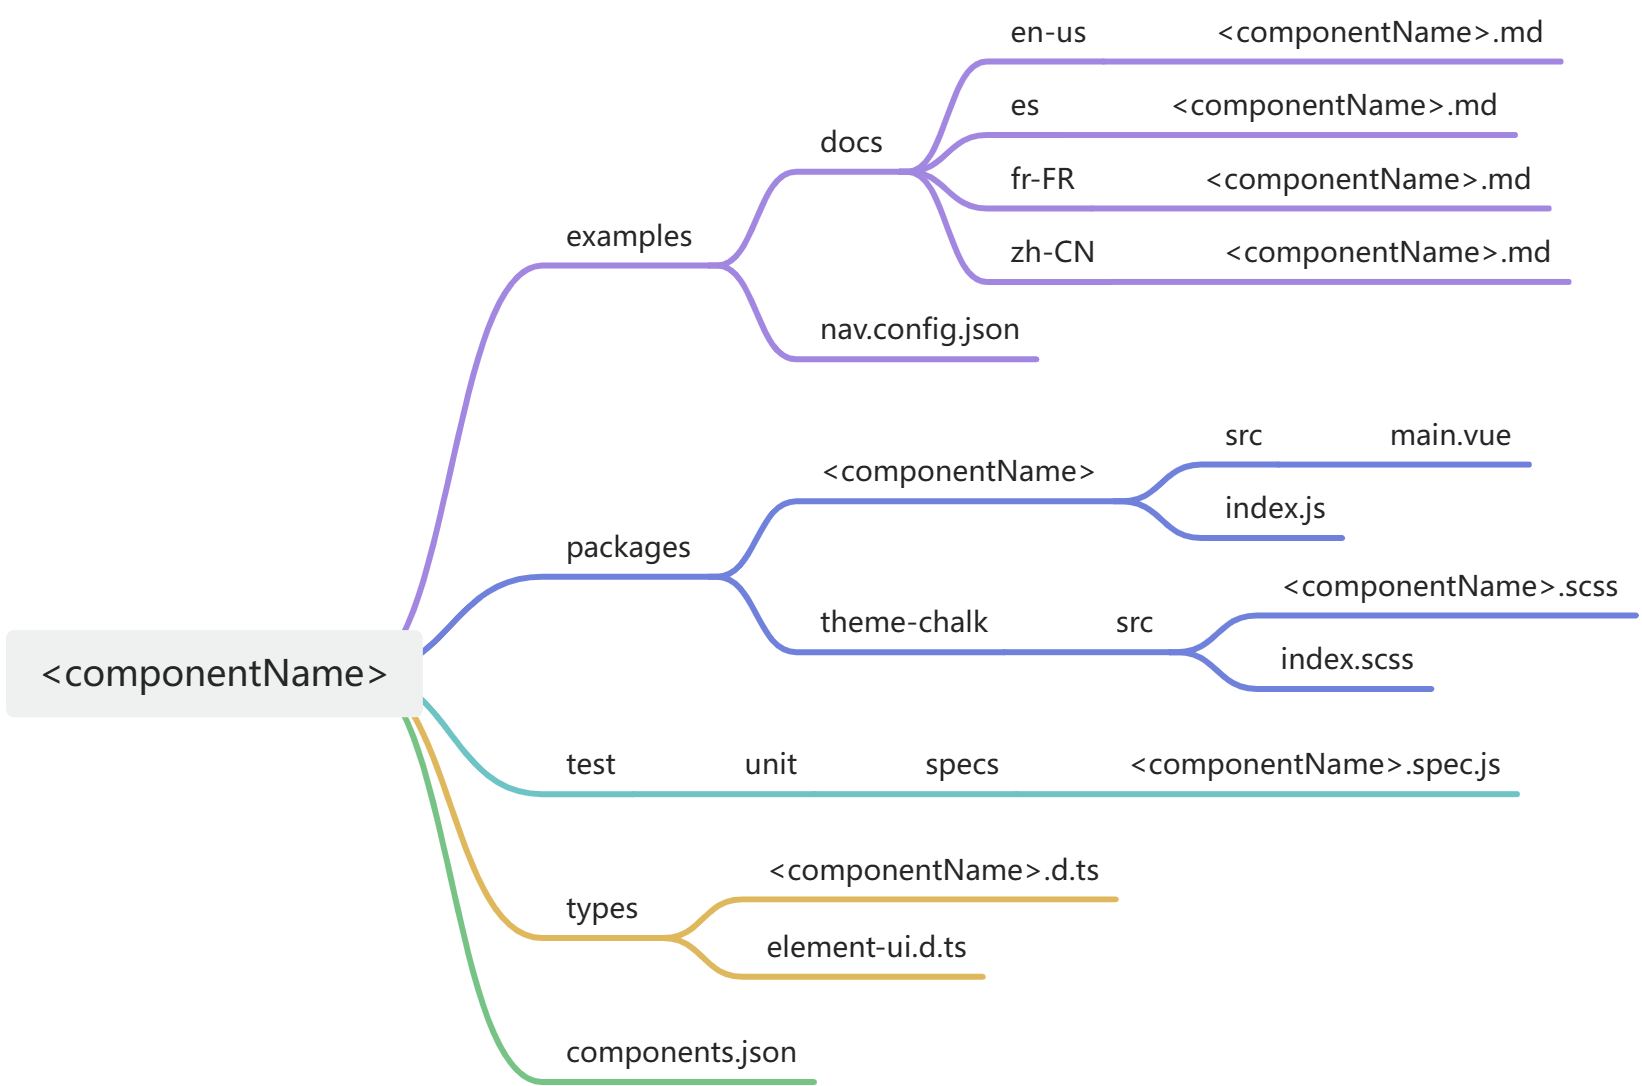 <componentName>
examples
docs
en-us
<componentName>.md
es
<componentName>.md
fr-FR
<componentName>.md
zh-CN
<componentName>.md
nav.config.json
packages
<componentName>
src
main.vue
index.js
theme-chalk
src
<componentName>.scss
index.scss
test
unit
specs
<componentName>.spec.js
types
<componentName>.d.ts
element-ui.d.ts
components.json